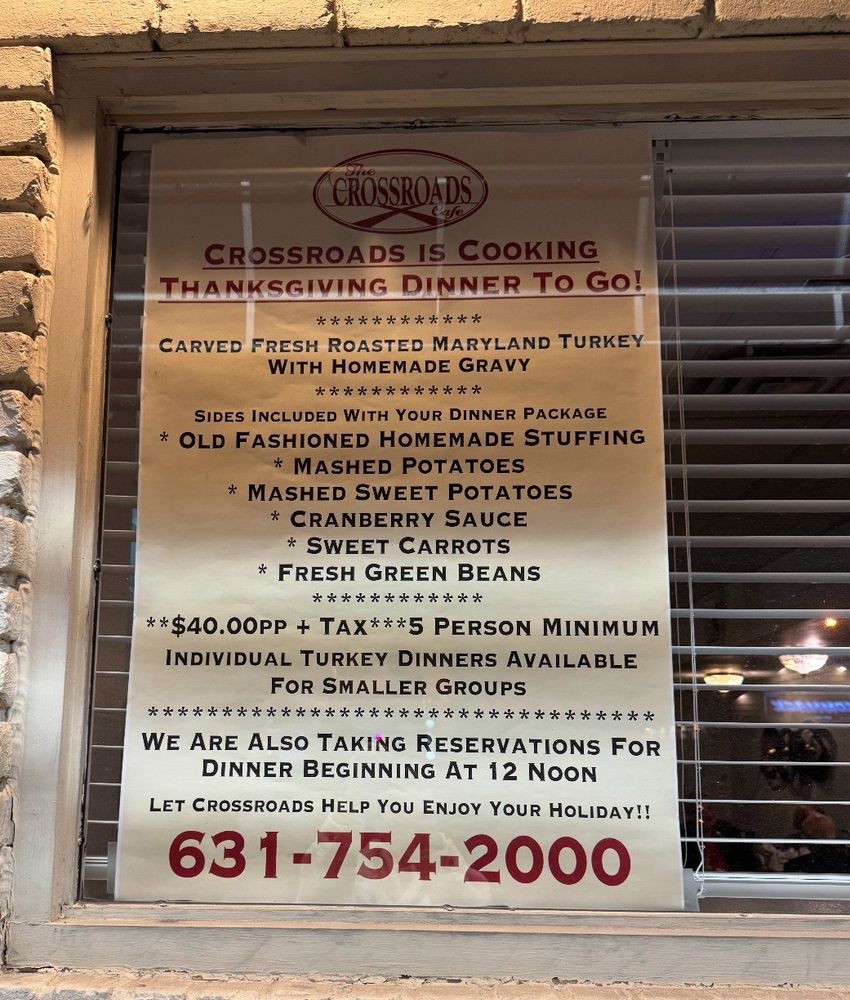 The
CROSSROADS
Cafe
CROSSROADS IS COOKING
THANKSGIVING DINNER TO GO!
************
CARVED FRESH ROASTED MARYLAND TURKEY
WITH HOMEMADE GRAVY
************
SIDES INCLUDED WITH YOUR DINNER PACKAGE
* OLD FASHIONED HOMEMADE STUFFING
* MASHED POTATOES
* MASHED SWEET POTATOES
* CRANBERRY SAUCE
* SWEET CARROTS
* FRESH GREEN BEANS
************
**$40.00PP + TAX***5 PERSON MINIMUM
INDIVIDUAL TURKEY DINNERS AVAILABLE
FOR SMALLER GROUPS
**********************************
WE ARE ALSO TAKING RESERVATIONS FOR
DINNER BEGINNING AT 12 NOON
LET CROSSROADS HELP YOU ENJOY YOUR HOLIDAY!!
631-754-2000